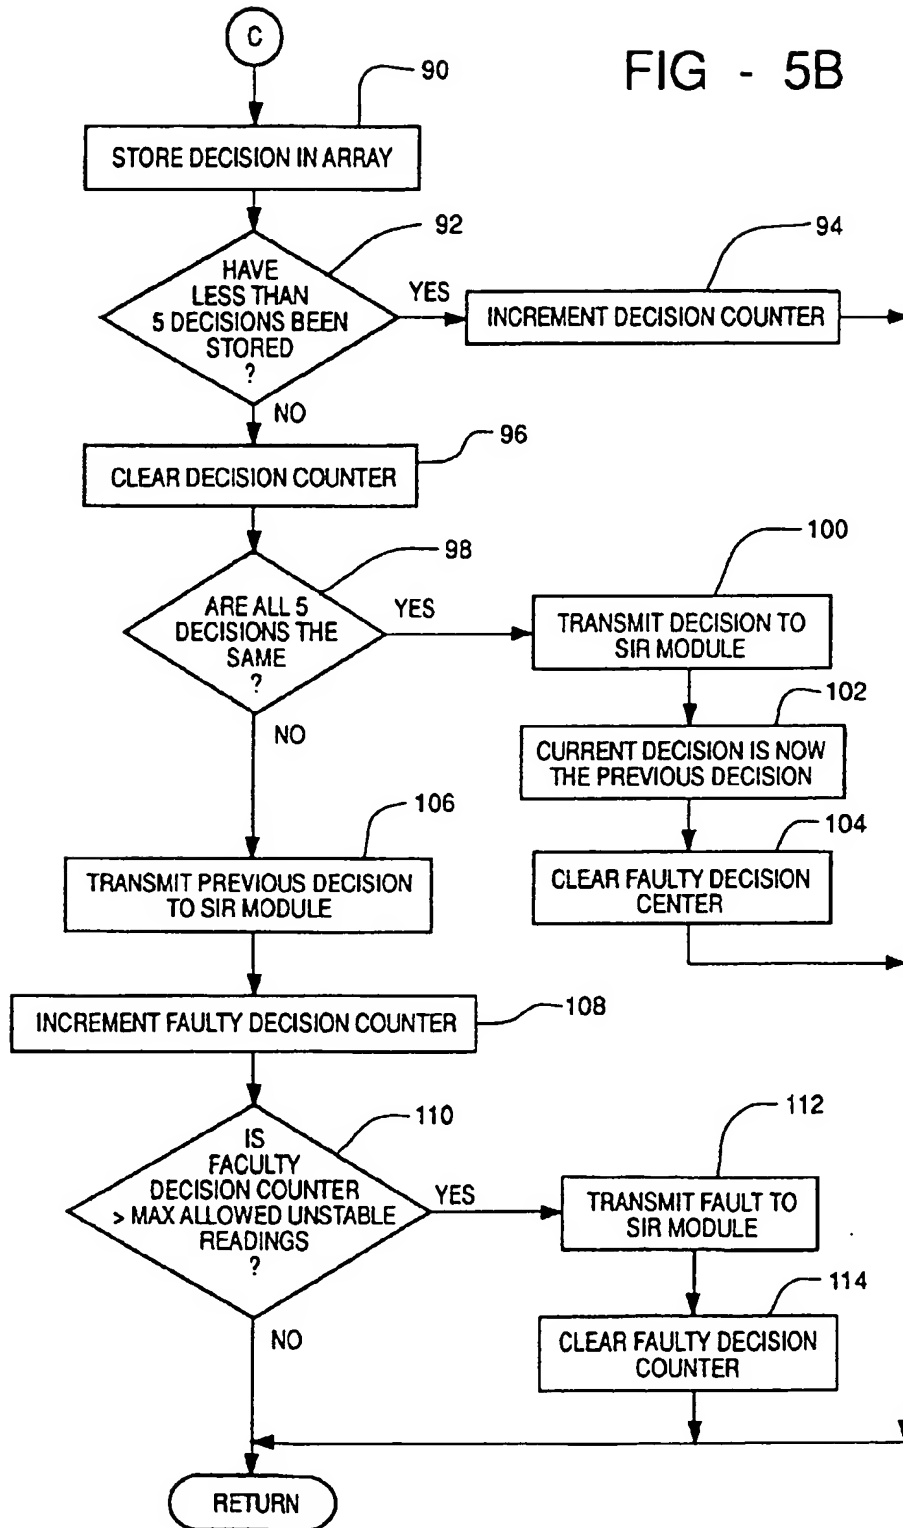 C
FIG - 5B
90
STORE DECISION IN ARRAY
92
94
HAVE
LESS THAN
5 DECISIONS BEEN
STORED
?
YES
INCREMENT DECISION COUNTER
NO
96
CLEAR DECISION COUNTER
98
100
ARE ALL 5
DECISIONS THE
SAME
?
YES
TRANSMIT DECISION TO
SIR MODULE
NO
102
CURRENT DECISION IS NOW
THE PREVIOUS DECISION
104
CLEAR FAULTY DECISION
CENTER
106
TRANSMIT PREVIOUS DECISION
TO SIR MODULE
108
INCREMENT FAULTY DECISION COUNTER
110
112
IS
FACULTY
DECISION COUNTER
> MAX ALLOWED UNSTABLE
READINGS
?
YES
TRANSMIT FAULT TO
SIR MODULE
114
NO
CLEAR FAULTY DECISION
COUNTER
RETURN